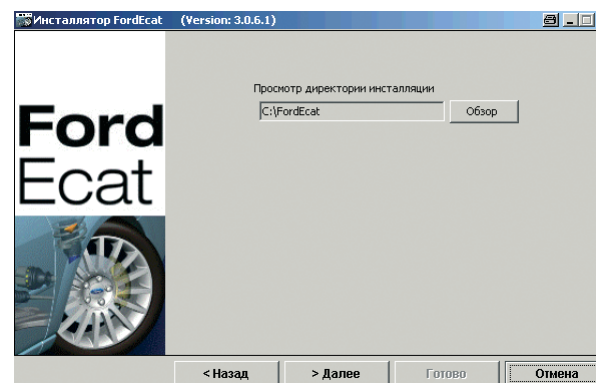 Инсталлятор FordEcat (Version: 3.0.6.1)
Просмотр директории инсталляции
C:\FordEcat
Обзор
Ford
Ecat
< Назад
> Далее
Готово
Отмена